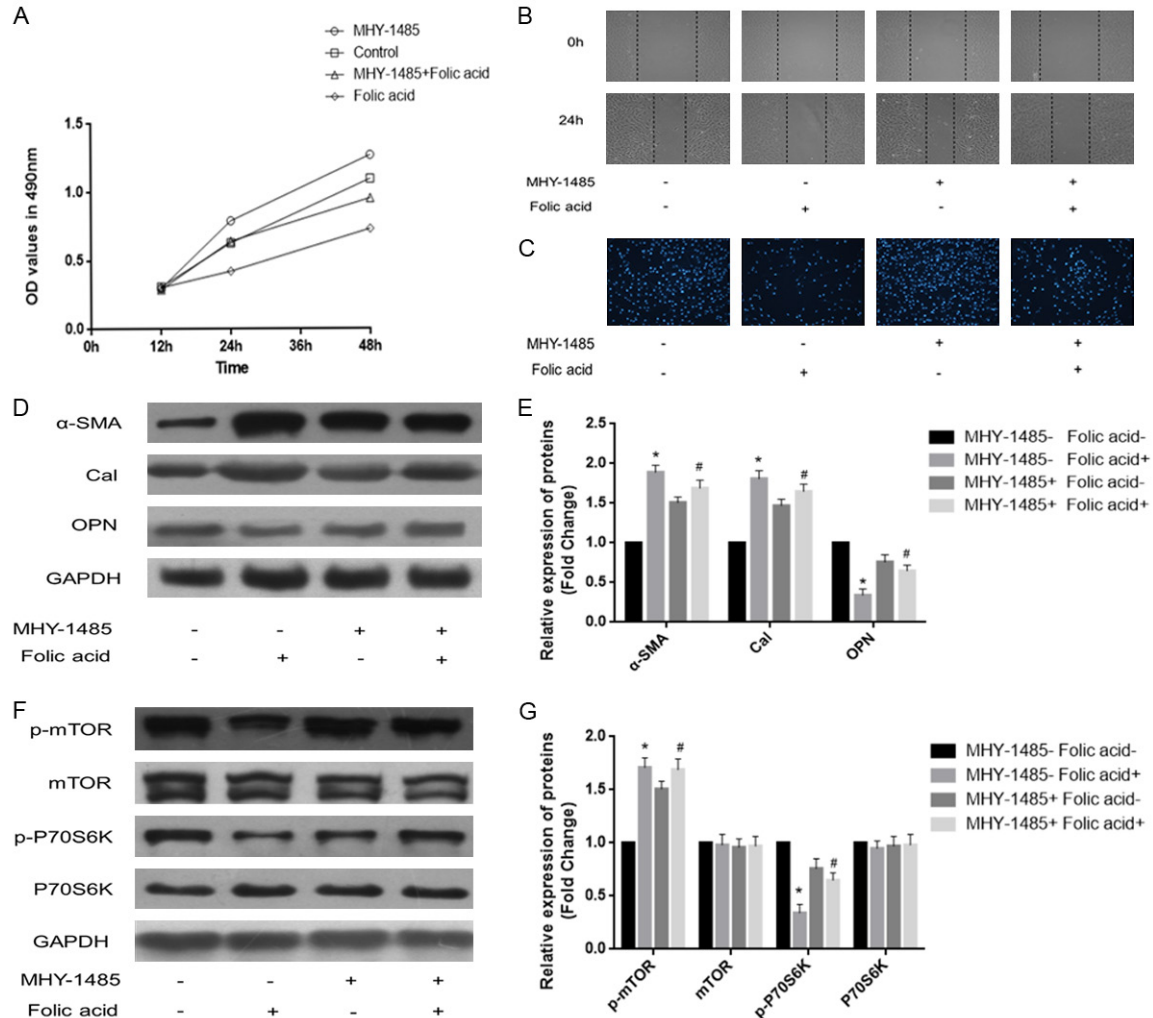 A
MHY-1485
Control
MHY-1485+Folic acid
Folic acid
OD values in 490nm
1.5
1.0
0.5
0.0
0h 12h 24h 36h 48h
Time
B
0h
24h
MHY-1485 - - + +
Folic acid - + - +
C
MHY-1485 - - + +
Folic acid - + - +
D
α-SMA
Cal
OPN
GAPDH
MHY-1485 - - + +
Folic acid - + - +
E
Relative expression of proteins
(Fold Change)
2.5
2.0
1.5
1.0
0.5
0.0
* # * # * #
α-SMA Cal OPN
MHY-1485- Folic acid-
MHY-1485- Folic acid+
MHY-1485+ Folic acid-
MHY-1485+ Folic acid+
F
p-mTOR
mTOR
p-P70S6K
P70S6K
GAPDH
MHY-1485 - - + +
Folic acid - + - +
G
Relative expression of proteins
(Fold Change)
2.0
1.5
1.0
0.5
0.0
* # * #
p-mTOR mTOR p-P70S6K P70S6K
MHY-1485- Folic acid-
MHY-1485- Folic acid+
MHY-1485+ Folic acid-
MHY-1485+ Folic acid+